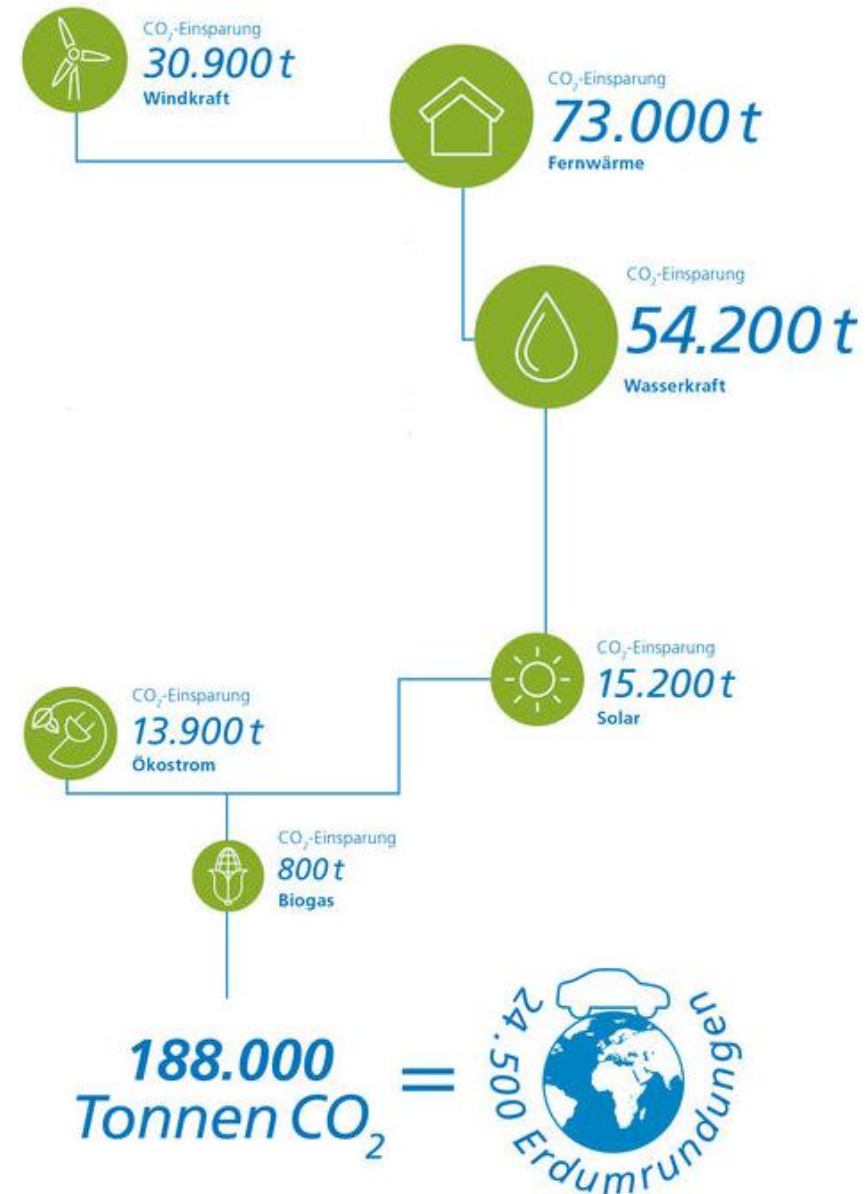 CO₂-Einsparung
30.900 t
Windkraft
CO₂-Einsparung
73.000 t
Fernwärme
CO₂-Einsparung
54.200 t
Wasserkraft
CO₂-Einsparung
15.200 t
Solar
CO₂-Einsparung
13.900 t
Ökostrom
CO₂-Einsparung
800 t
Biogas
188.000
Tonnen CO₂
=
24.500 Erdumrundungen